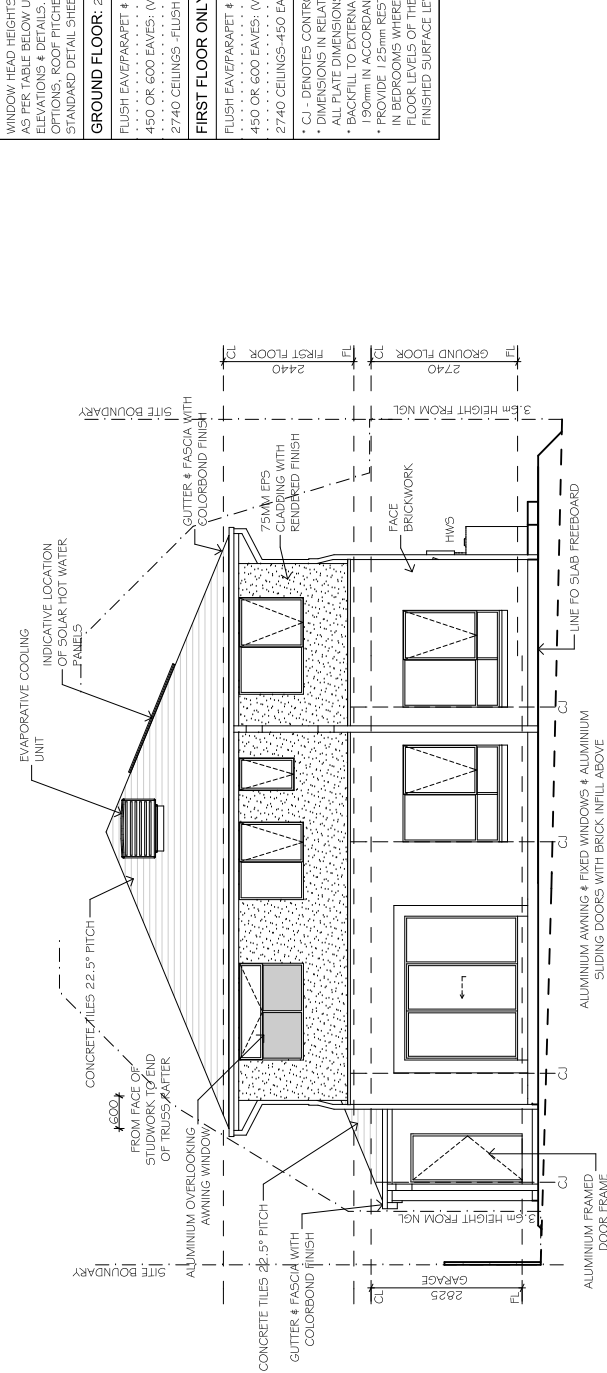 WINDOW HEAD HEIGHTS
AS PER TABLE BELOW U
ELEVATIONS & DETAILS.
OPTIONS, ROOF PITCHE
STANDARD DETAIL SHEE
GROUND FLOOR: 2
FLUSH EAVE/PARAPET &
450 OR 600 EAVES: (V
2740 CEILINGS -FLUSH
FIRST FLOOR ONLY
FLUSH EAVE/PARAPET &
450 OR 600 EAVES: (V
2740 CEILINGS-450 EA
* CJ - DENOTES CONTR
* DIMENSIONS IN RELAT
ALL PLATE DIMENSIONS
* BACKFILL TO EXTERNA
190mm IN ACCORDAN
* PROVIDE 125mm REST
IN BEDROOMS WHERE
FLOOR LEVELS OF THE
FINISHED SURFACE LE
EVAPORATIVE COOLING
UNIT
INDICATIVE LOCATION
OF SOLAR HOT WATER
PANELS
CONCRETE TILES 22.5° PITCH
600
FROM FACE OF
STUDWORK TO END
OF TRUSS RAFTER
SITE BOUNDARY
SITE BOUNDARY
GUTTER & FASCIA WITH
COLORBOND FINISH
75MM EPS
CLADDING WITH
RENDERED FINISH
ALUMINIUM OVERLOOKING
AWNING WINDOW
CONCRETE TILES 22.5° PITCH
GUTTER & FASCIA WITH
COLORBOND FINISH
FACE
BRICKWORK
HWS
CL
FIRST FLOOR
2440
FL
CL
GROUND FLOOR
2740
FL
3.6m HEIGHT FROM NGL
3.6m HEIGHT FROM NGL
CL
GARAGE
2825
FL
CJ
CJ
CJ
CJ
LINE FO SLAB FREEBOARD
ALUMINIUM AWNING & FIXED WINDOWS & ALUMINIUM
SLIDING DOORS WITH BRICK INFILL ABOVE
ALUMINIUM FRAMED
DOOR FRAME